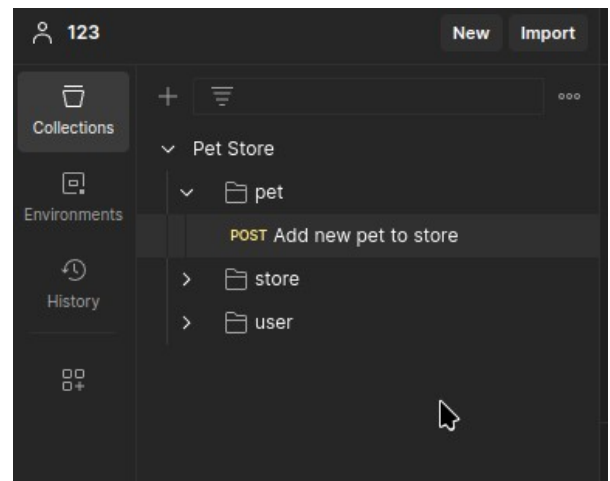 123
New
Import
Collections
Environments
History
Pet Store
pet
POST Add new pet to store
store
user